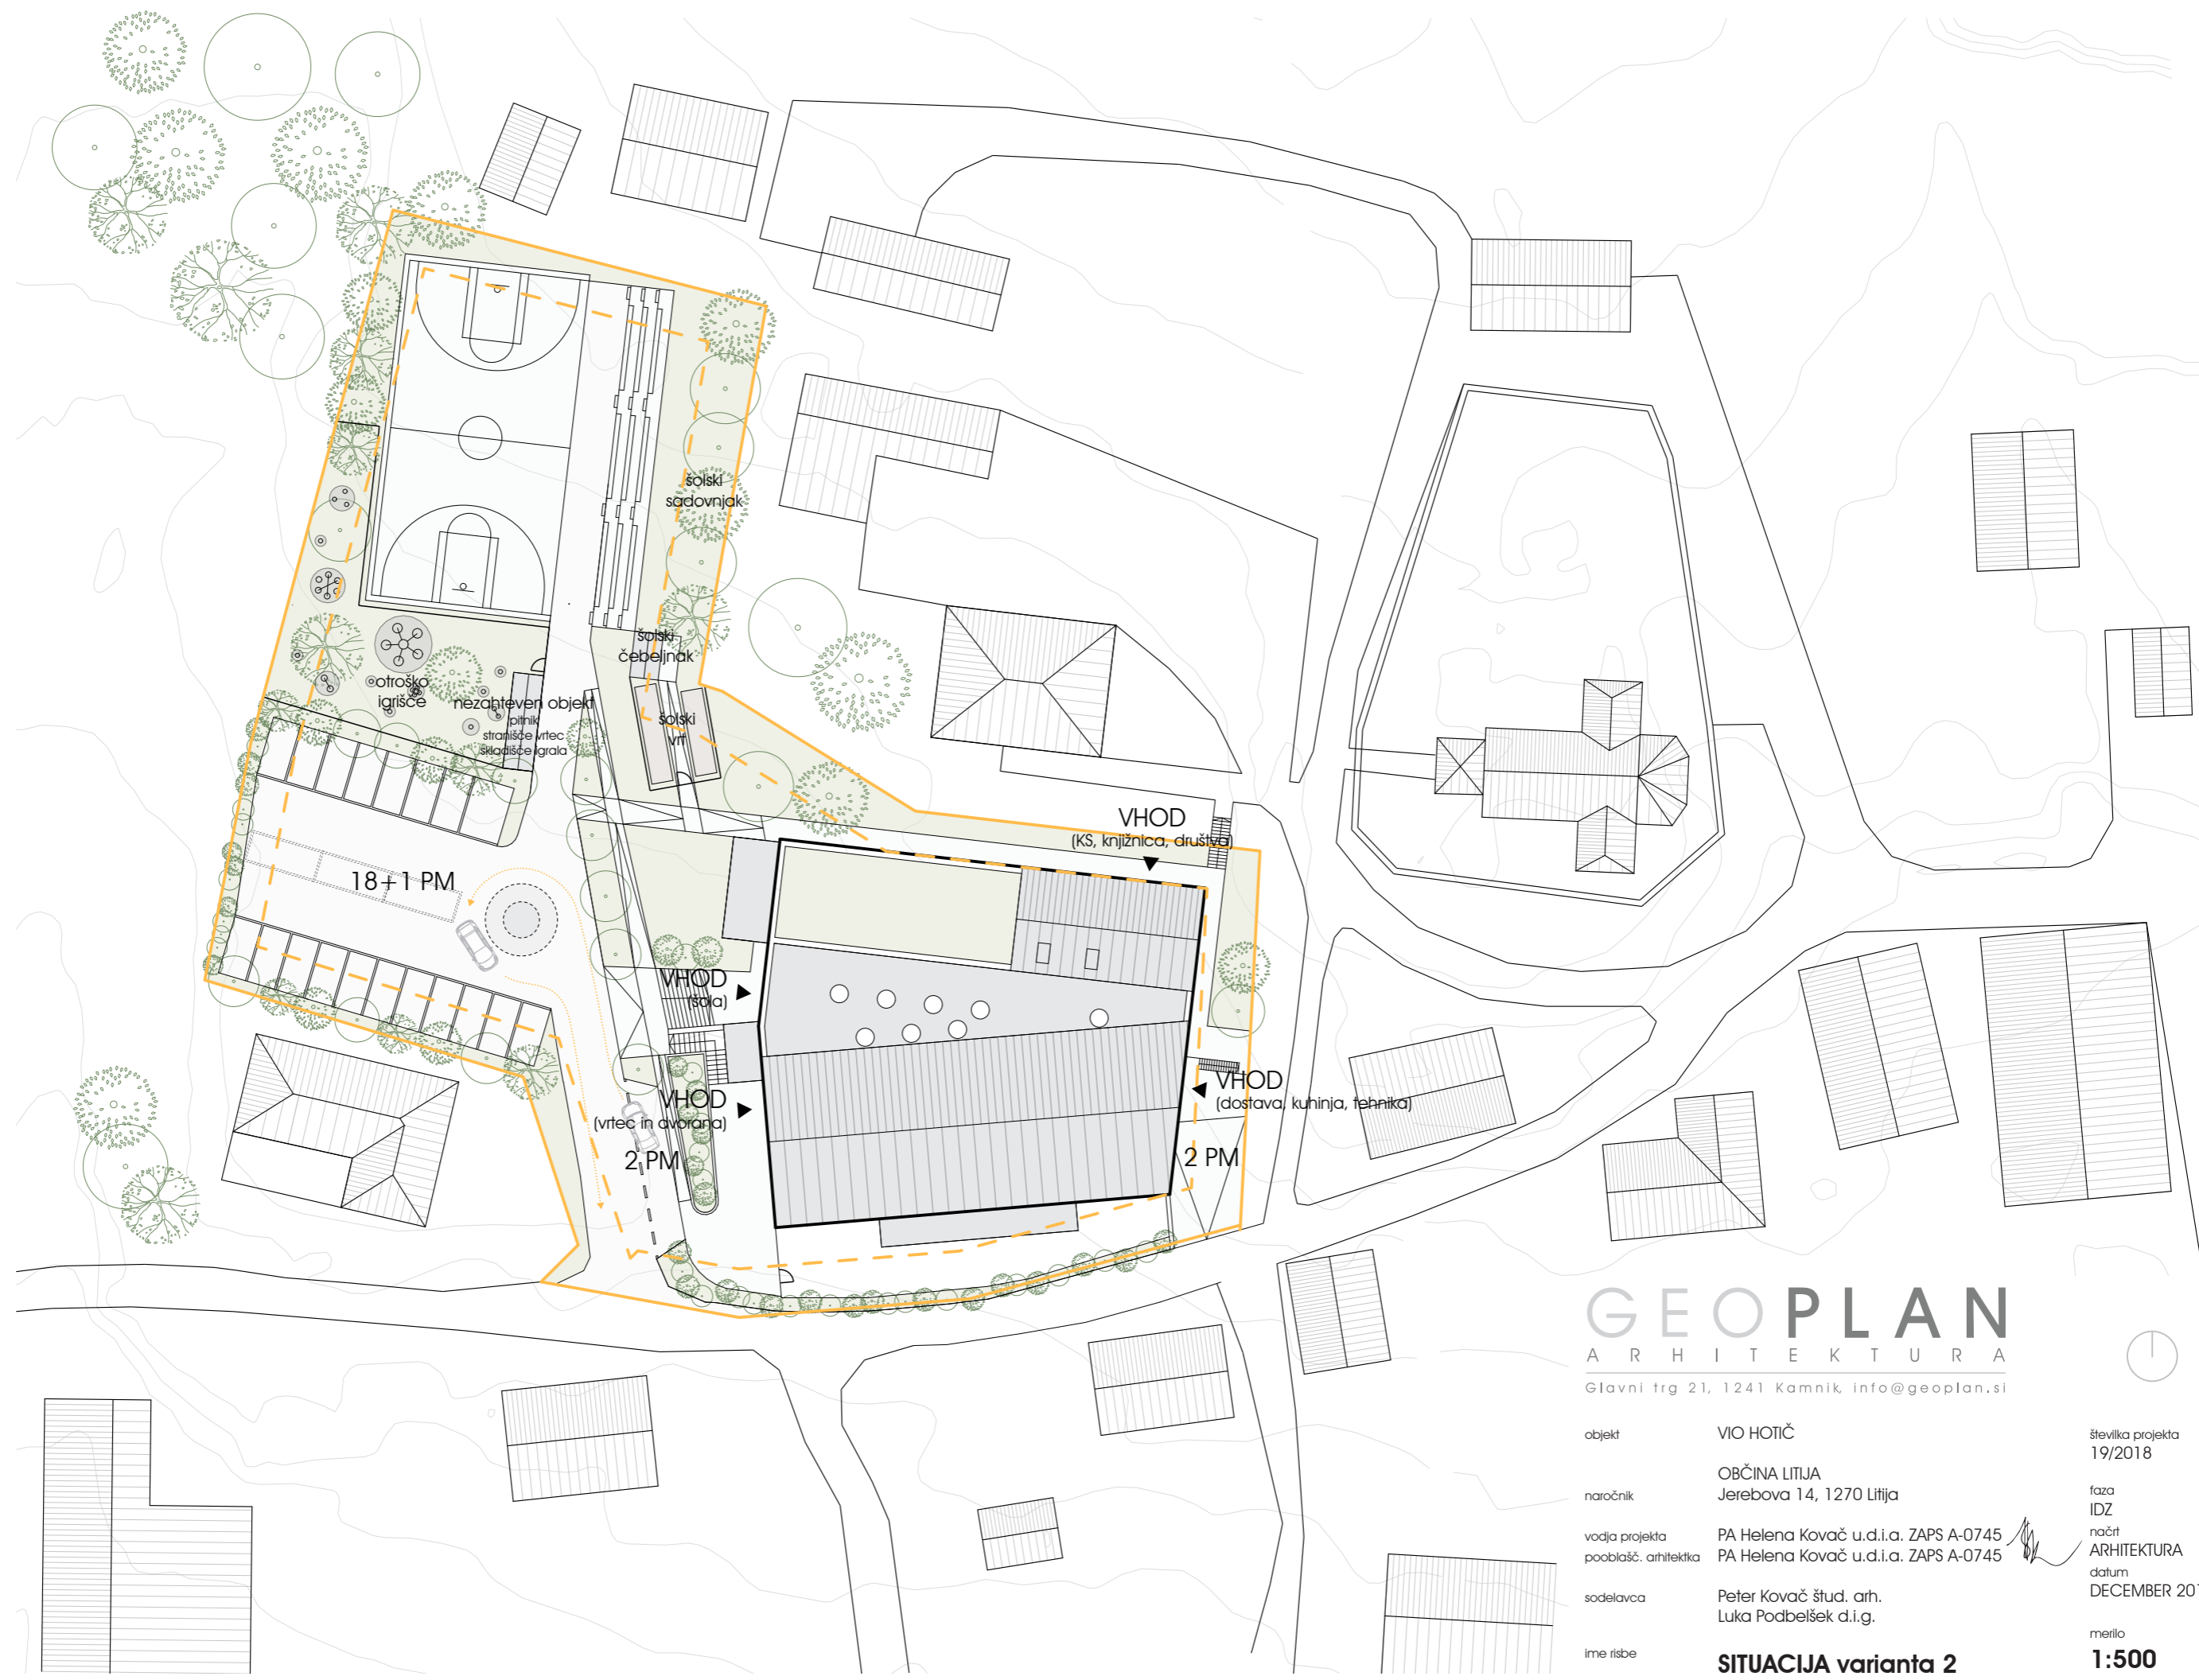 šolski
sadovnjak
šolski
čebeljnak
otroško
igrišče
nezahteven objekt
pitnik
stranišče vrtec
skladišče igrala
šolski
vrt
VHOD
(KS, knjižnica, društva)
18+1 PM
VHOD
(šola)
VHOD
(vrtec in dvorana)
2 PM
VHOD
(dostava, kuhinja, tehnika)
2 PM
GEOPLAN
ARHITEKTURA
Glavni trg 21, 1241 Kamnik, info@geoplan.si
objekt VIO HOTIČ
številka projekta
19/2018
OBČINA LITIJA
naročnik Jerebova 14, 1270 Litija
faza
IDZ
vodja projekta PA Helena Kovač u.d.i.a. ZAPS A-0745
pooblašč. arhitektka PA Helena Kovač u.d.i.a. ZAPS A-0745
načrt
ARHITEKTURA
datum
DECEMBER 201
sodelavca Peter Kovač štud. arh.
Luka Podbelšek d.i.g.
merilo
1:500
ime risbe SITUACIJA varianta 2